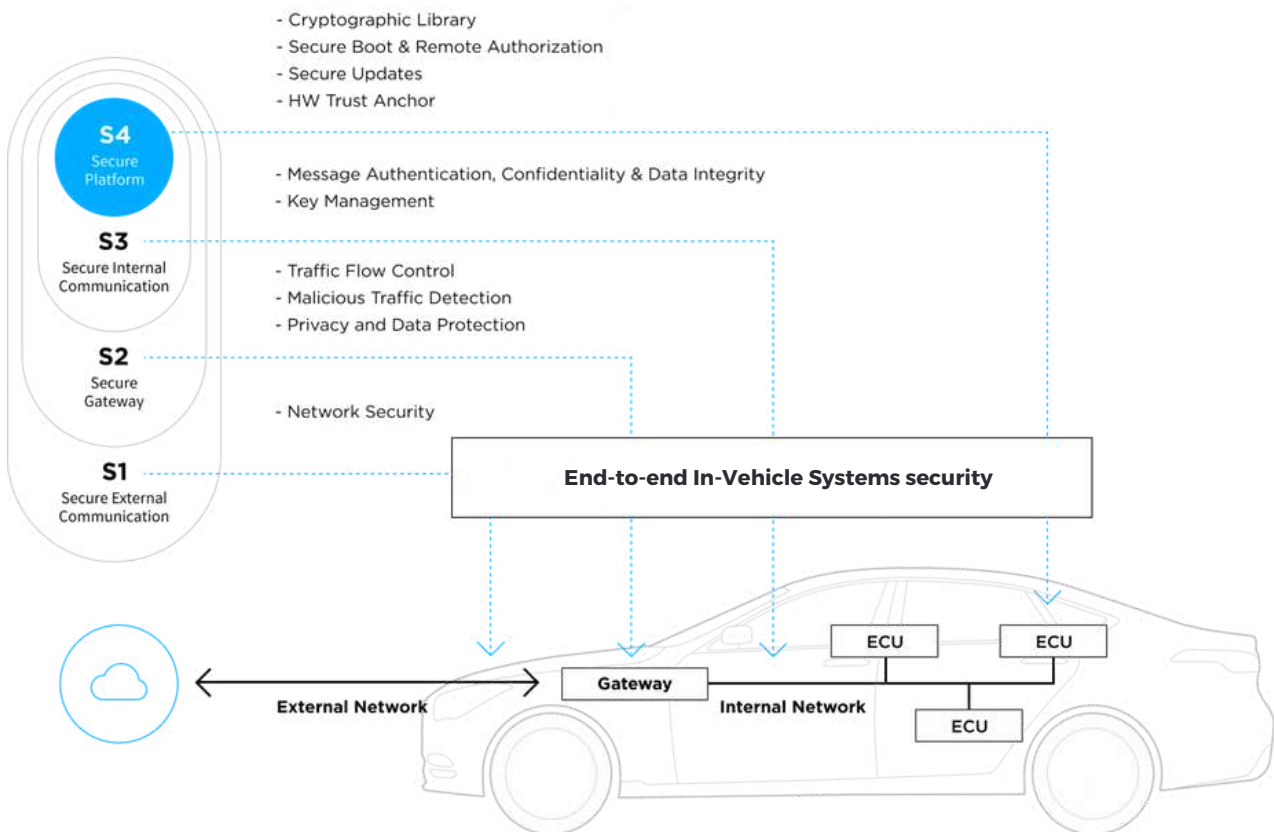 - Cryptographic Library
- Secure Boot & Remote Authorization
- Secure Updates
- HW Trust Anchor
S4
Secure
Platform
- Message Authentication, Confidentiality & Data Integrity
- Key Management
S3
Secure Internal
Communication
- Traffic Flow Control
- Malicious Traffic Detection
- Privacy and Data Protection
S2
Secure
Gateway
- Network Security
S1
Secure External
Communication
End-to-end In-Vehicle Systems security
ECU
ECU
Gateway
External Network
Internal Network
ECU